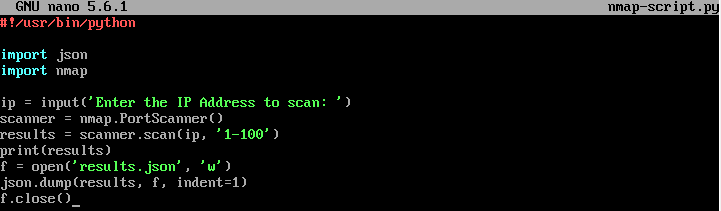 GNU nano 5.6.1 nmap-script.py
#!/usr/bin/python
import json
import nmap
ip = input('Enter the IP Address to scan: ')
scanner = nmap.PortScanner()
results = scanner.scan(ip, '1-100')
print(results)
f = open('results.json', 'w')
json.dump(results, f, indent=1)
f.close()